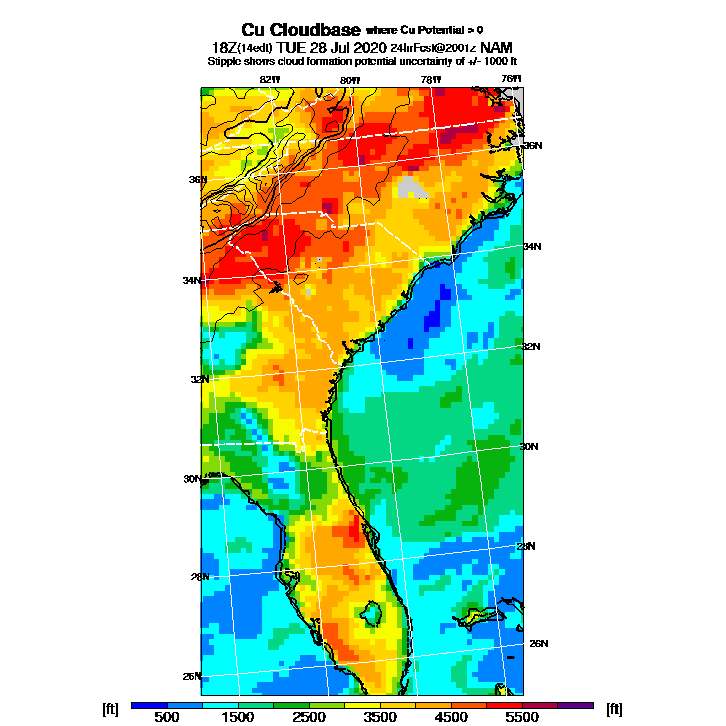 Cu Cloudbase where Cu Potential > 0
18Z(14edt) TUE 28 Jul 2020 24hrFcst@2001z NAM
Stipple shows cloud formation potential uncertainty of +/- 1000 ft
82W 80W 78W 76W
36N
36N
34N
34N
32N
32N
30N
30N
28N
28N
26N
26N
[ft] 500 1500 2500 3500 4500 5500 [ft]